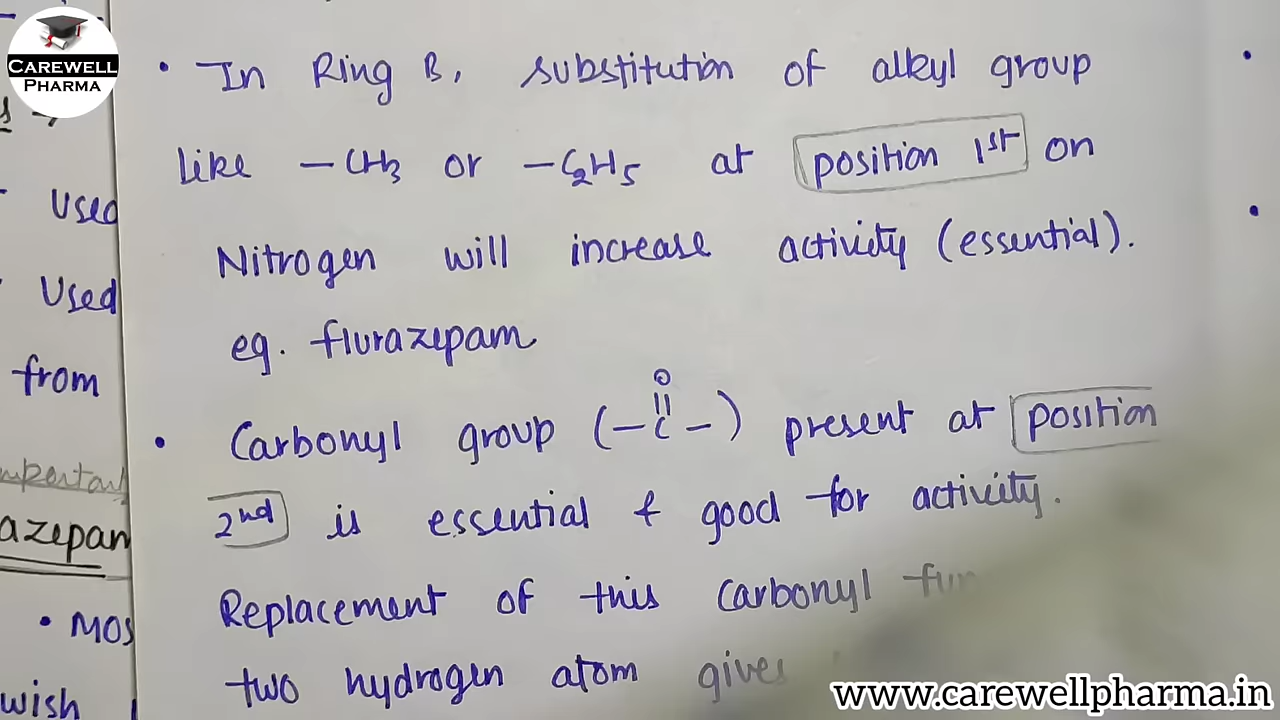 CAREWELL
PHARMA
• In Ring B, substitution of alkyl group
like -CH3 or -C2H5 at position 1st on
Nitrogen will increase activity (essential).
eg. flurazepam
• Carbonyl group (-C-) present at position
O
2nd is essential & good for activity.
Replacement of this Carbonyl
two hydrogen atom gives
Used
Used
from
azepam
• Mos
wish
www.carewellpharma.in